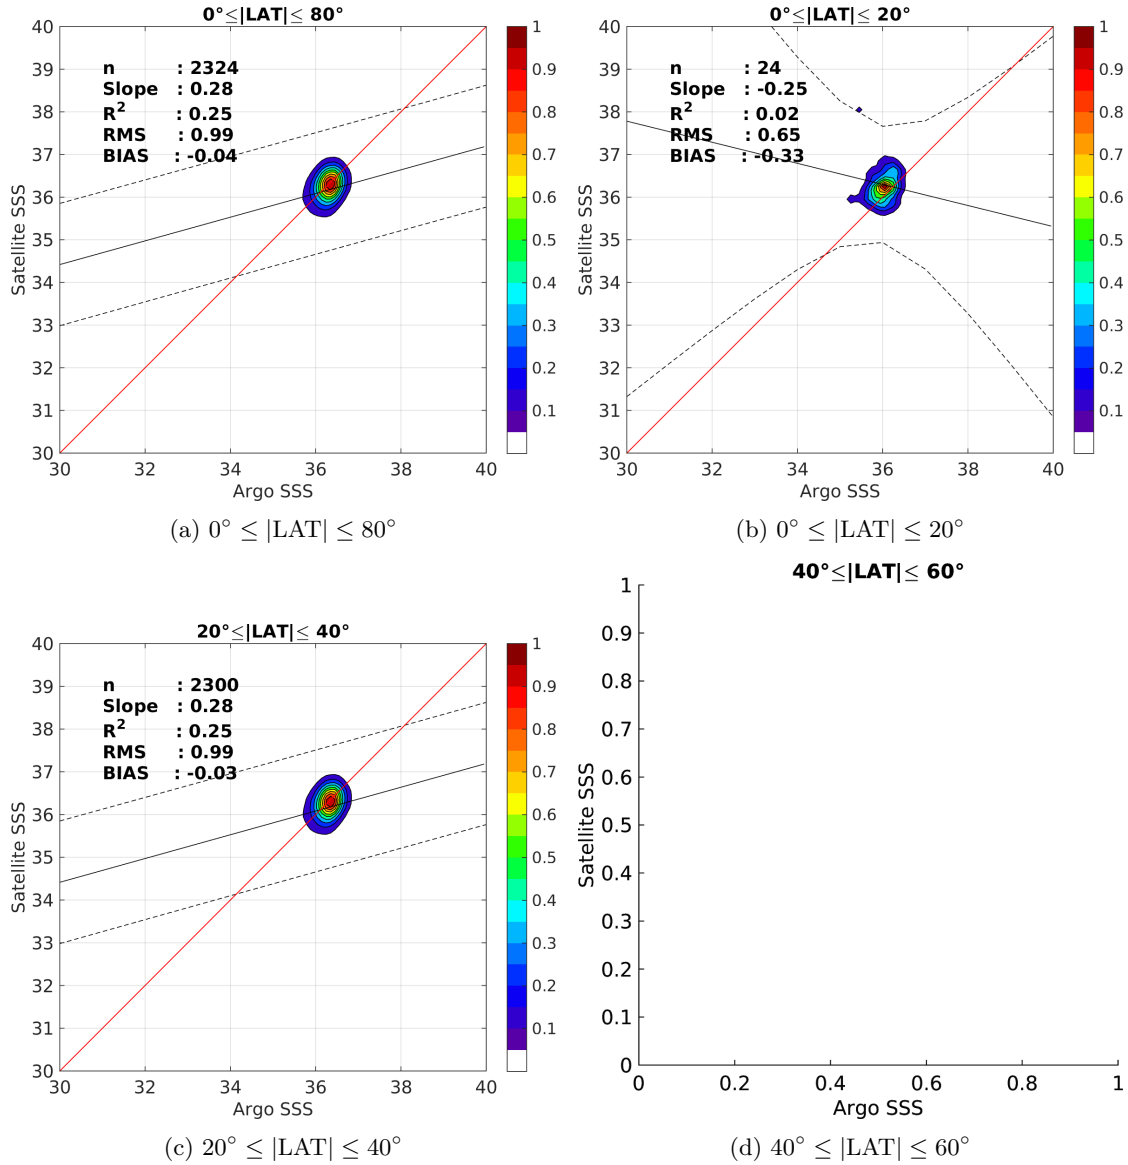 0°≤|LAT|≤ 80°
n : 2324
Slope : 0.28
R²  : 0.25
RMS : 0.99
BIAS : -0.04
40
39
38
37
36
35
34
33
32
31
30
30 32 34 36 38 40
Satellite SSS
Argo SSS
1
0.9
0.8
0.7
0.6
0.5
0.4
0.3
0.2
0.1
(a) 0° ≤ |LAT| ≤ 80°
0°≤|LAT|≤ 20°
n : 24
Slope : -0.25
R² : 0.02
RMS : 0.65
BIAS : -0.33
40
39
38
37
36
35
34
33
32
31
30
30 32 34 36 38 40
Satellite SSS
Argo SSS
1
0.9
0.8
0.7
0.6
0.5
0.4
0.3
0.2
0.1
(b) 0° ≤ |LAT| ≤ 20°
20°≤|LAT|≤ 40°
n : 2300
Slope : 0.28
R² : 0.25
RMS : 0.99
BIAS : -0.03
40
39
38
37
36
35
34
33
32
31
30
30 32 34 36 38 40
Satellite SSS
Argo SSS
1
0.9
0.8
0.7
0.6
0.5
0.4
0.3
0.2
0.1
(c) 20° ≤ |LAT| ≤ 40°
40°≤|LAT|≤ 60°
1
0.9
0.8
0.7
0.6
0.5
0.4
0.3
0.2
0.1
0
0 0.2 0.4 0.6 0.8 1
Satellite SSS
Argo SSS
(d) 40° ≤ |LAT| ≤ 60°